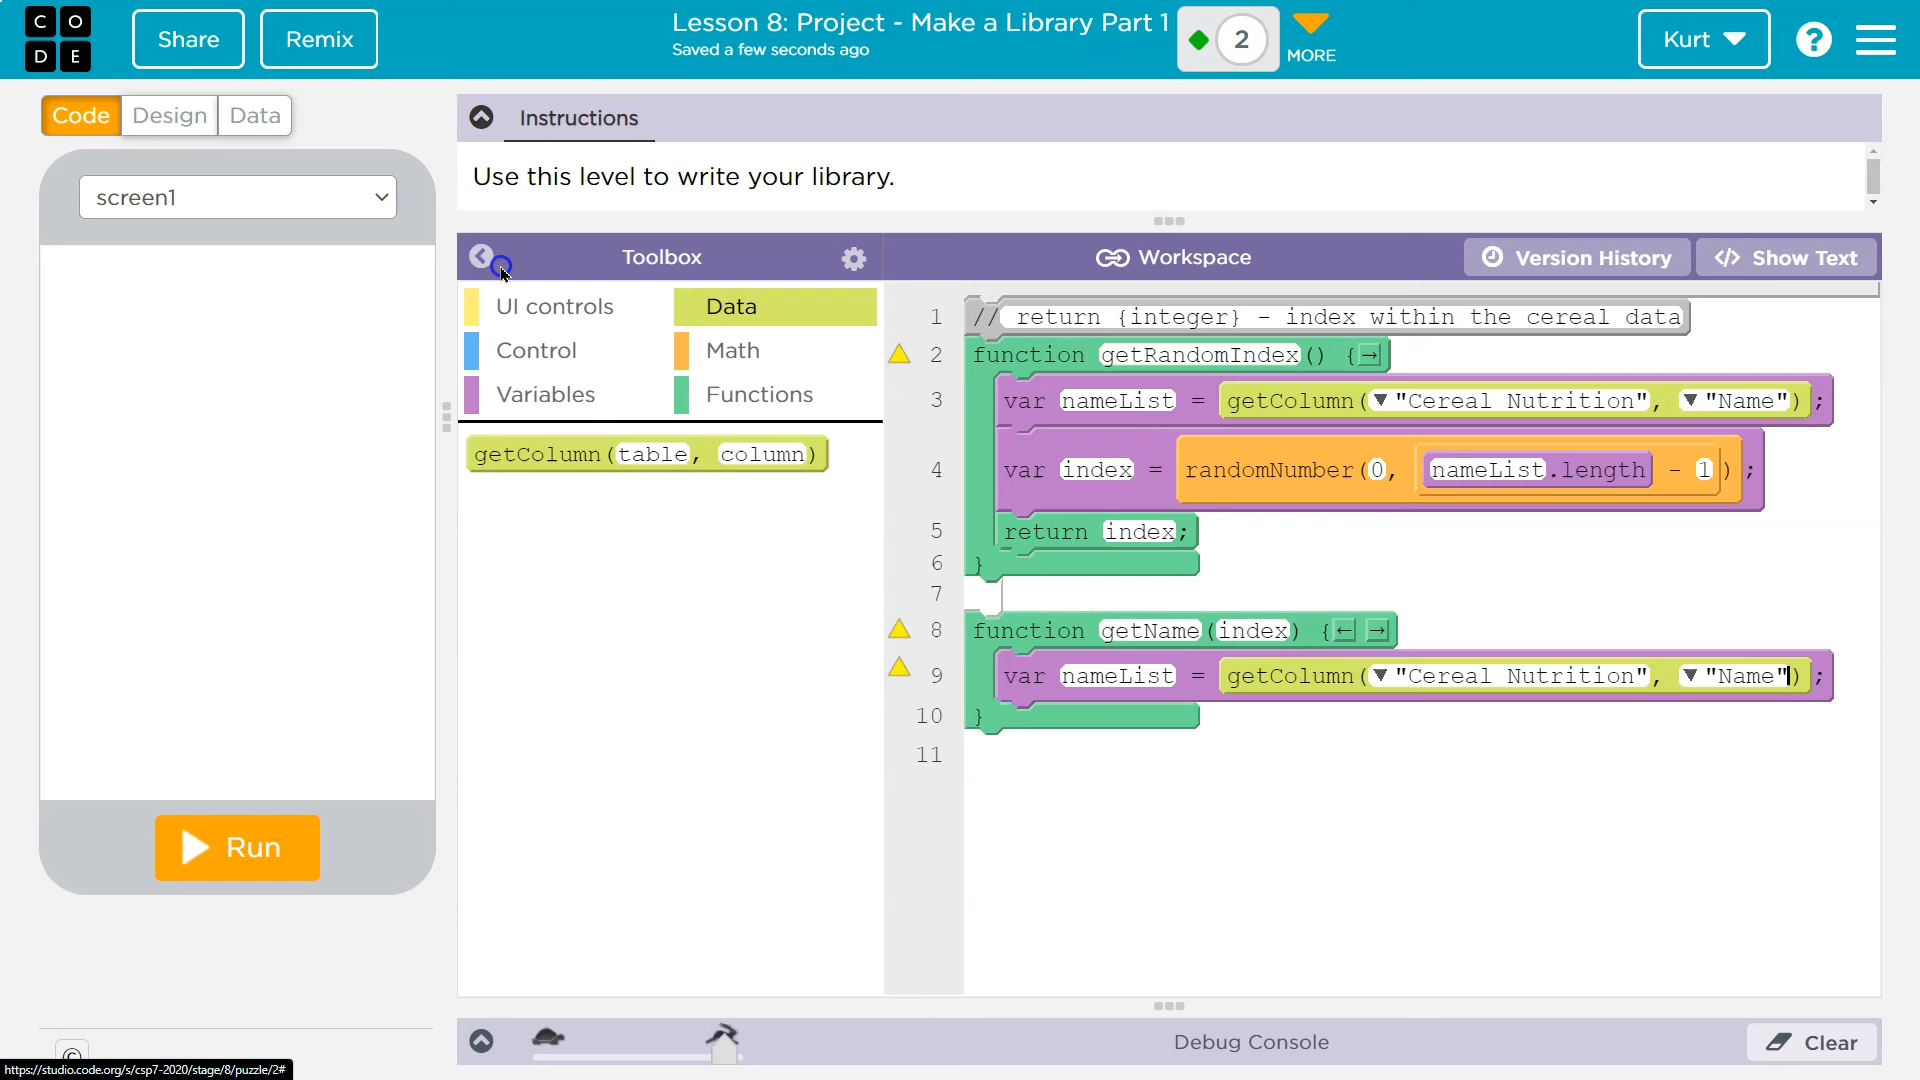 C O
D E
Share
Remix
Lesson 8: Project - Make a Library Part 1
Saved a few seconds ago
2
MORE
Kurt
?
Code
Design
Data
Instructions
screen1
Use this level to write your library.
Toolbox
Workspace
Version History
</> Show Text
UI controls
Data
Control
Math
Variables
Functions
getColumn(table, column)
1 // return {integer} - index within the cereal data
2 function getRandomIndex() {→
3 var nameList = getColumn(▼"Cereal Nutrition", ▼"Name");
4 var index = randomNumber(0, nameList.length - 1);
5 return index;
6 }
7
8 function getName(index) {← →
9 var nameList = getColumn(▼"Cereal Nutrition", ▼"Name");
10 }
11
Run
Debug Console
Clear
©
https://studio.code.org/s/csp7-2020/stage/8/puzzle/2#